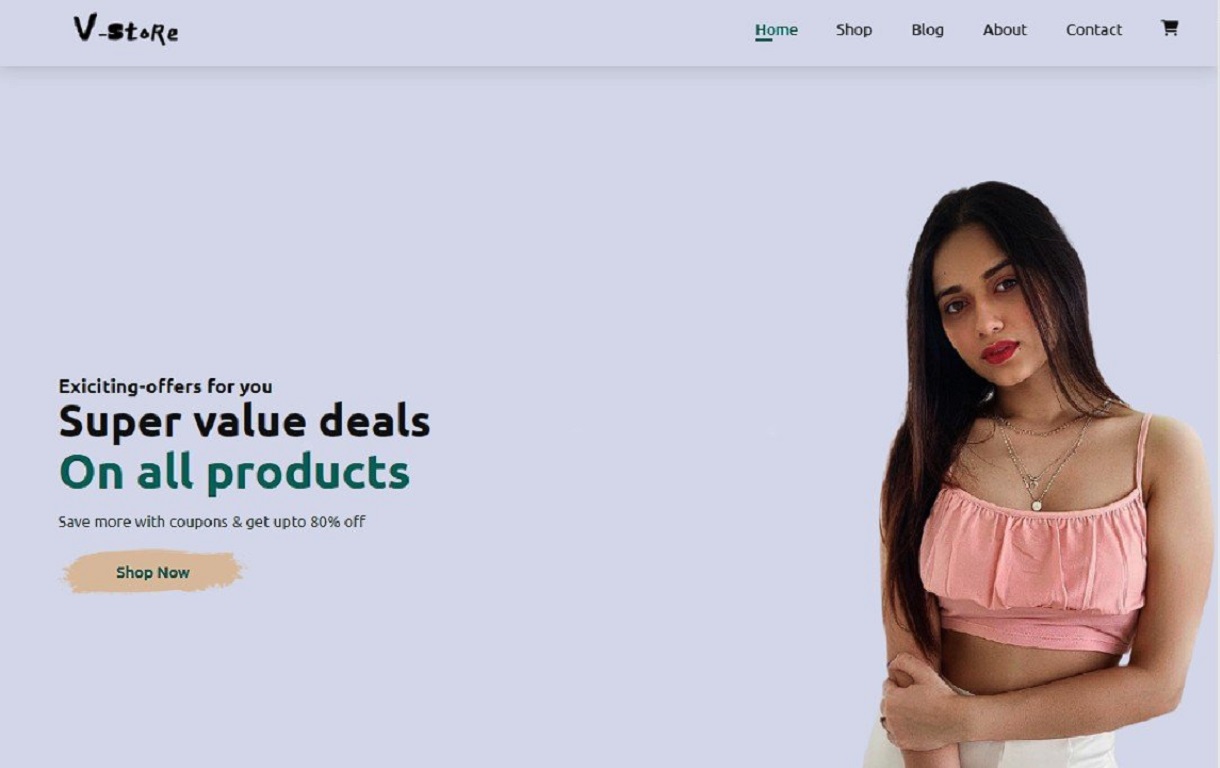 V-stoRe
Home Shop Blog About Contact
Exiciting-offers for you
Super value deals
On all products
Save more with coupons & get upto 80% off
Shop Now